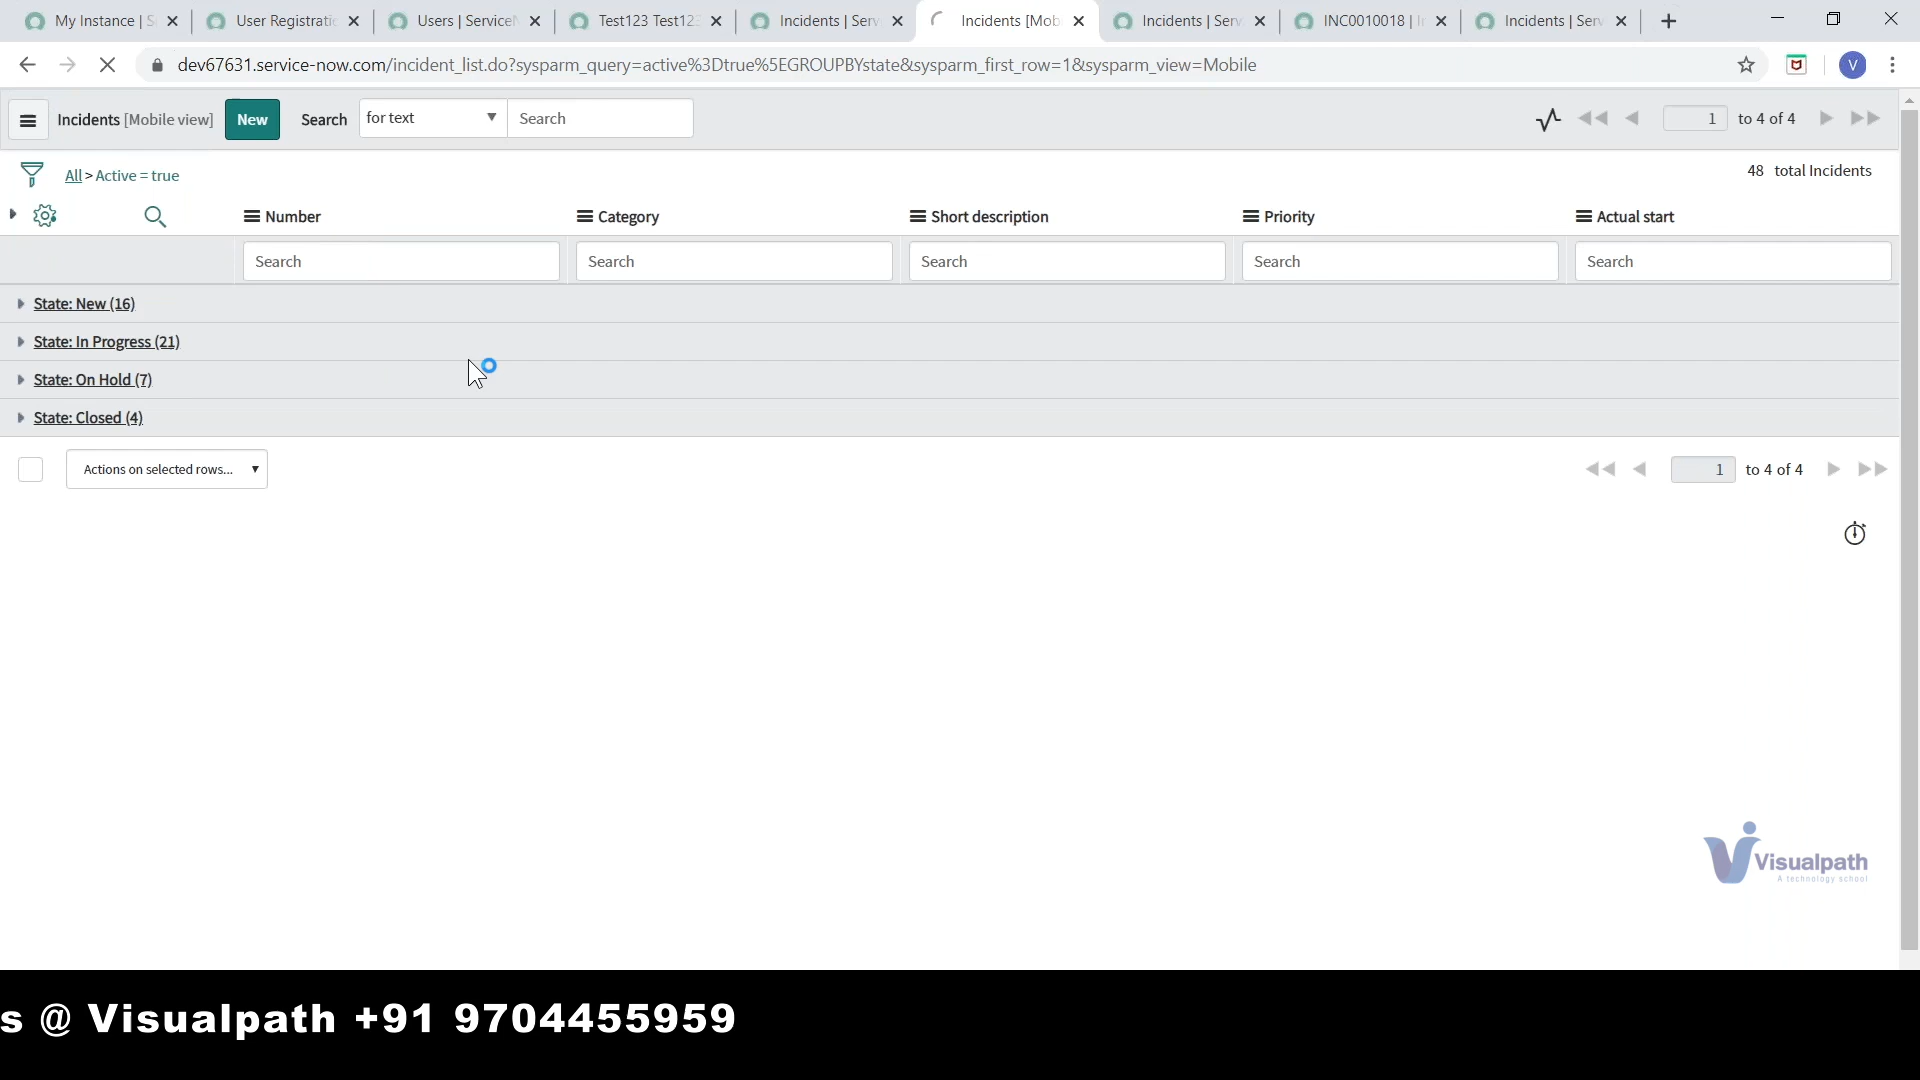 My Instance | S
User Registratio
Users | ServiceN
Test123 Test123
Incidents | Serv
Incidents [Mob
Incidents | Serv
INC0010018 | I
Incidents | Serv
dev67631.service-now.com/incident_list.do?sysparm_query=active%3Dtrue%5EGROUPBYstate&sysparm_first_row=1&sysparm_view=Mobile
V
Incidents [Mobile view] New Search for text Search 1 to 4 of 4
All > Active = true 48 total Incidents
Number Category Short description Priority Actual start
Search Search Search Search Search
State: New (16)
State: In Progress (21)
State: On Hold (7)
State: Closed (4)
Actions on selected rows... 1 to 4 of 4
Visualpath
A technology school
s @ Visualpath +91 9704455959